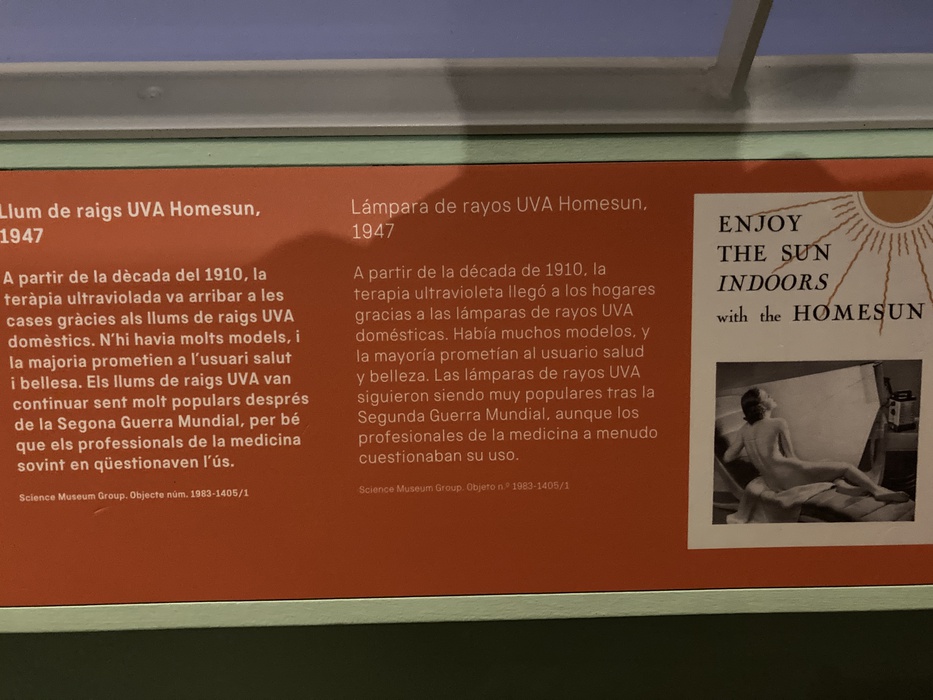 Llum de raigs UVA Homesun,
1947
A partir de la dècada del 1910, la
teràpia ultraviolada va arribar a les
cases gràcies als llums de raigs UVA
domèstics. N'hi havia molts models, i
la majoria prometien a l'usuari salut
i bellesa. Els llums de raigs UVA van
continuar sent molt populars després
de la Segona Guerra Mundial, per bé
que els professionals de la medicina
sovint en qüestionaven l'ús.
Science Museum Group. Objecte núm. 1983-1405/1
Lámpara de rayos UVA Homesun,
1947
A partir de la década de 1910, la
terapia ultravioleta llegó a los hogares
gracias a las lámparas de rayos UVA
domésticas. Había muchos modelos, y
la mayoría prometían al usuario salud
y belleza. Las lámparas de rayos UVA
siguieron siendo muy populares tras la
Segunda Guerra Mundial, aunque los
profesionales de la medicina a menudo
cuestionaban su uso.
Science Museum Group. Objeto n.º 1983-1405/1
ENJOY
THE SUN
INDOORS
with the HOMESUN